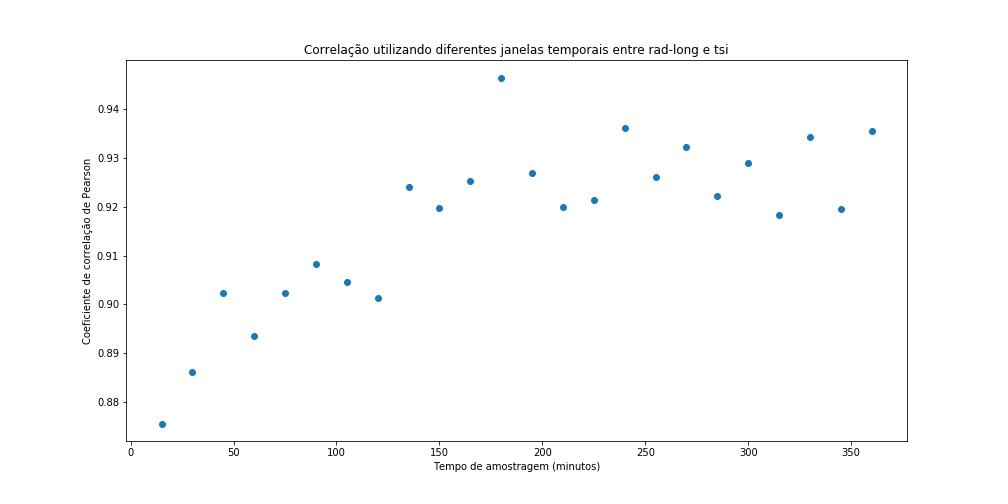 Correlação utilizando diferentes janelas temporais entre rad-long e tsi
0.94
0.93
0.92
0.91
0.90
0.89
0.88
Coeficiente de correlação de Pearson
0 50 100 150 200 250 300 350
Tempo de amostragem (minutos)